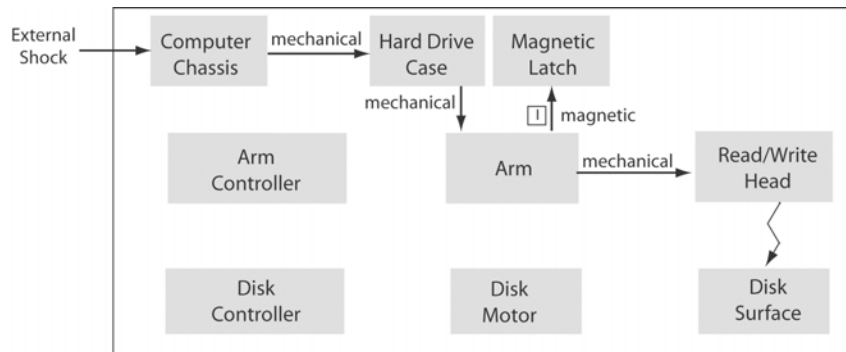 External
Shock
Computer
Chassis
mechanical
Hard Drive
Case
Magnetic
Latch
mechanical
I
magnetic
Arm
Controller
Arm
mechanical
Read/Write
Head
Disk
Controller
Disk
Motor
Disk
Surface